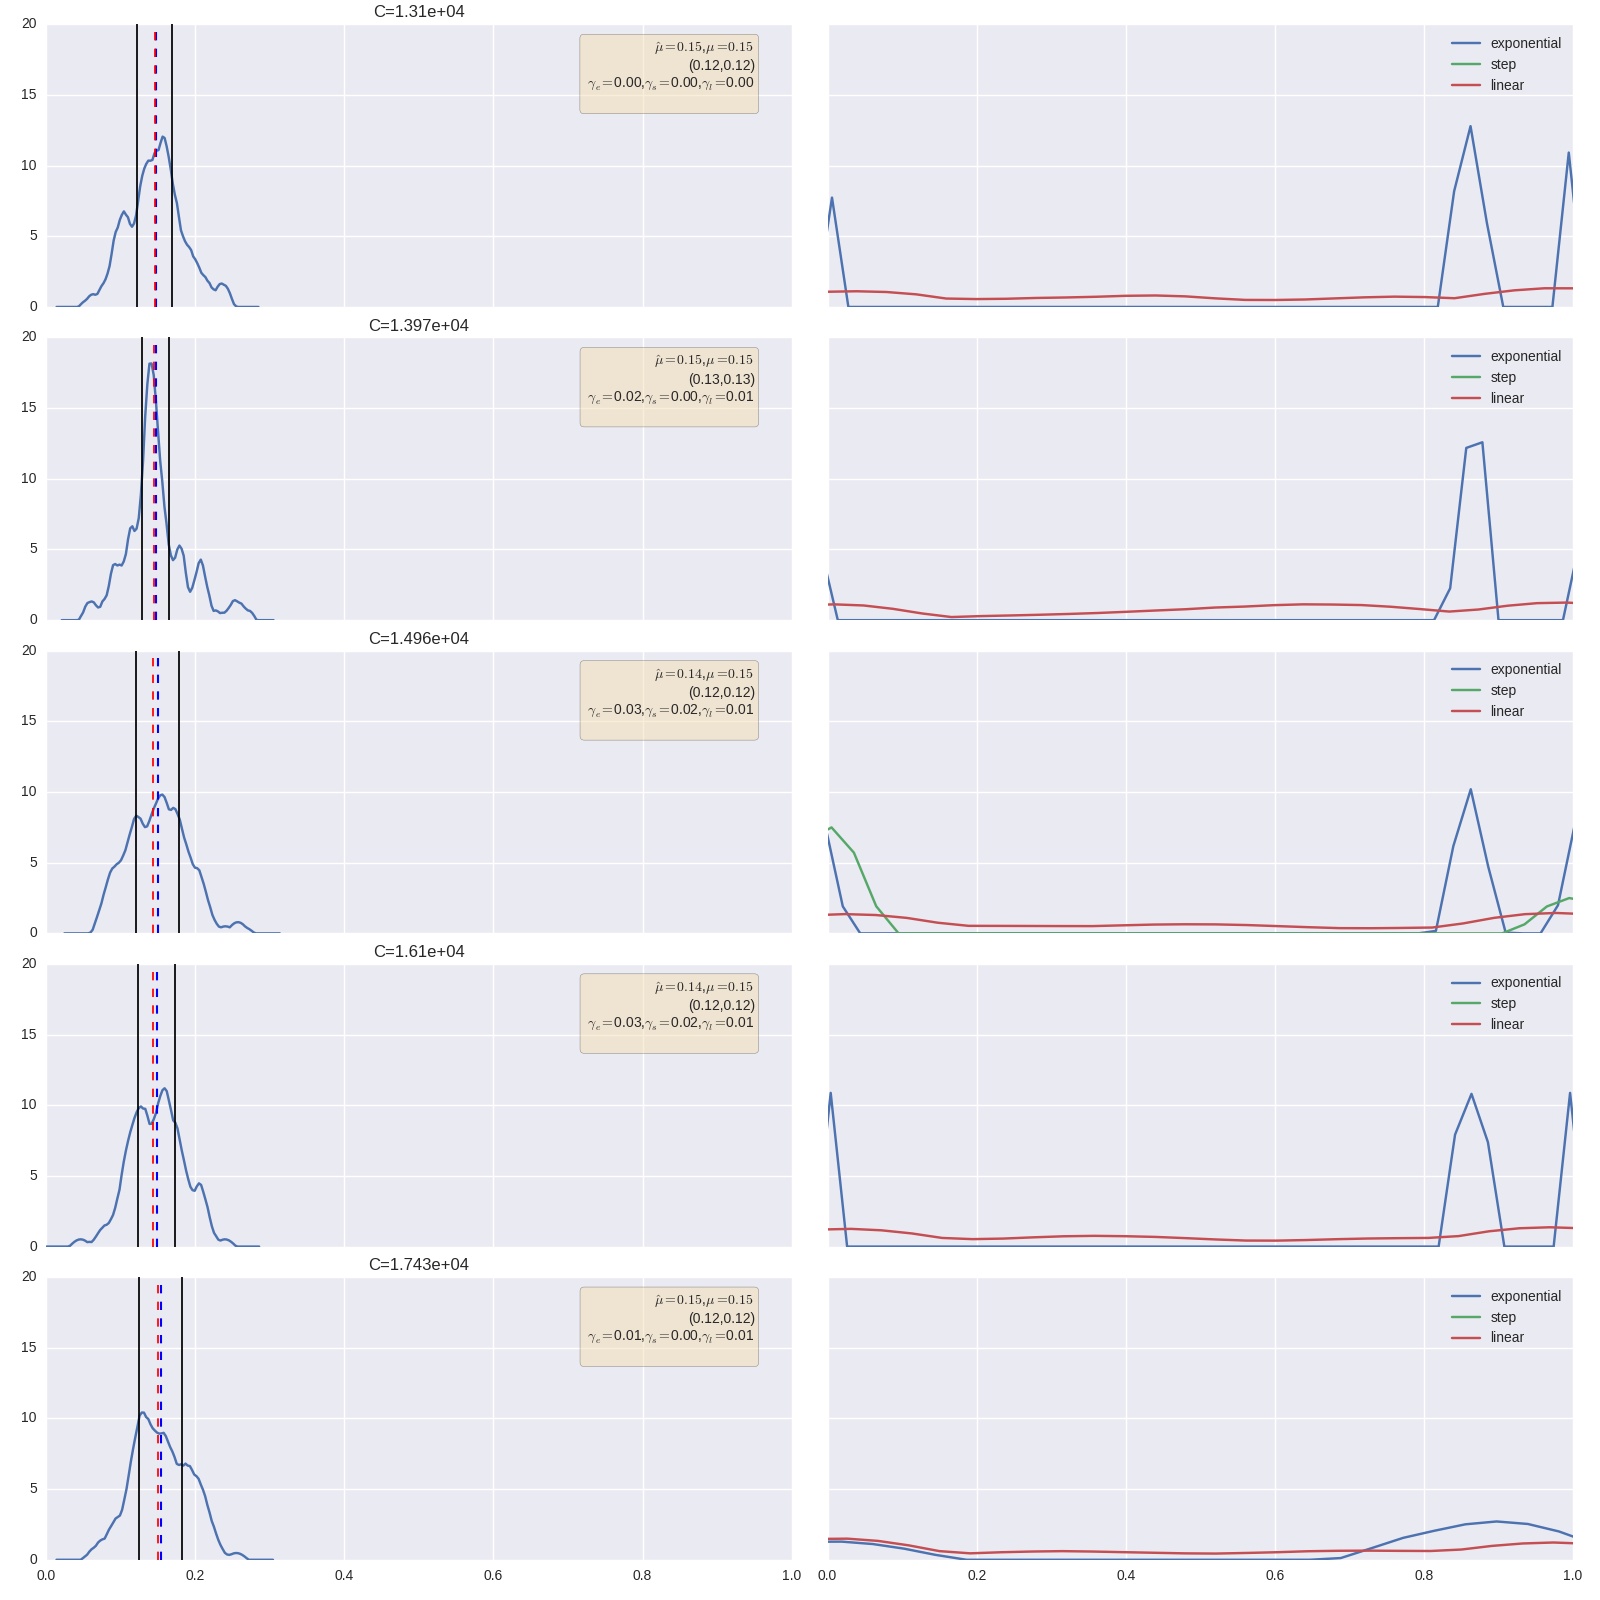 C=1.31e+04
20
15
10
5
0
μ̂=0.15,μ=0.15
(0.12,0.12)
γₑ=0.00,γₛ=0.00,γₗ=0.00
exponential
step
linear
C=1.397e+04
20
15
10
5
0
μ̂=0.15,μ=0.15
(0.13,0.13)
γₑ=0.02,γₛ=0.00,γₗ=0.01
exponential
step
linear
C=1.496e+04
20
15
10
5
0
μ̂=0.14,μ=0.15
(0.12,0.12)
γₑ=0.03,γₛ=0.02,γₗ=0.01
exponential
step
linear
C=1.61e+04
20
15
10
5
0
μ̂=0.14,μ=0.15
(0.12,0.12)
γₑ=0.03,γₛ=0.02,γₗ=0.01
exponential
step
linear
C=1.743e+04
20
15
10
5
0
μ̂=0.15,μ=0.15
(0.12,0.12)
γₑ=0.01,γₛ=0.00,γₗ=0.01
exponential
step
linear
0.0 0.2 0.4 0.6 0.8 1.0 0.0 0.2 0.4 0.6 0.8 1.0